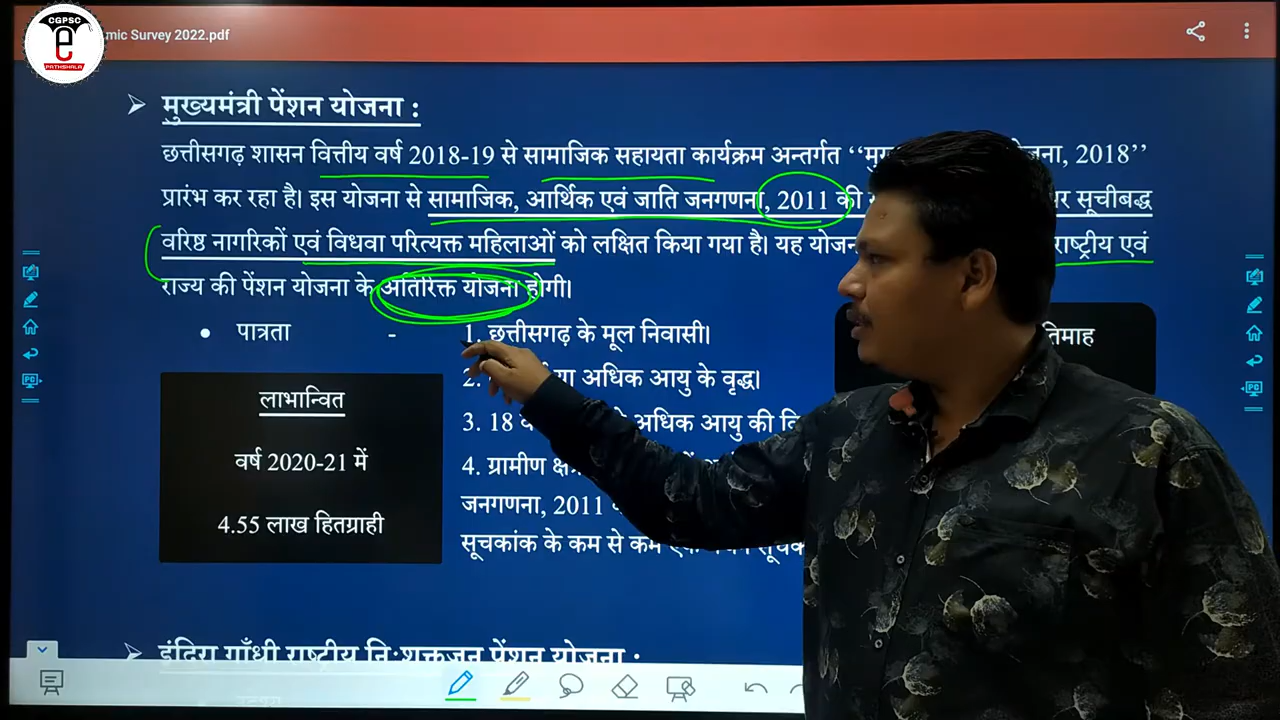 CGPSC
e
PATHSHALA
mic Survey 2022.pdf
➢ मुख्यमंत्री पेंशन योजना :
छत्तीसगढ़ शासन वित्तीय वर्ष 2018-19 से सामाजिक सहायता कार्यक्रम अन्तर्गत ‘‘मु जना, 2018’’
प्रारंभ कर रहा है। इस योजना से सामाजिक, आर्थिक एवं जाति जनगणना, 2011 की र सूचीबद्ध
वरिष्ठ नागरिकों एवं विधवा परित्यक्त महिलाओं को लक्षित किया गया है। यह योज राष्ट्रीय एवं
राज्य की पेंशन योजना के अतिरिक्त योजना होगी।
• पात्रता - 1. छत्तीसगढ़ के मूल निवासी।
तिमाह
2. या अधिक आयु के वृद्ध।
3. 18 व अधिक आयु की वि
4. ग्रामीण क्षे
जनगणना, 2011
सूचकांक के कम से कम
लाभान्वित
वर्ष 2020-21 में
4.55 लाख हितग्राही
➢ इंदिरा गाँधी राष्ट्रीय निःशक्तजन पेंशन योजना :
PC
PC